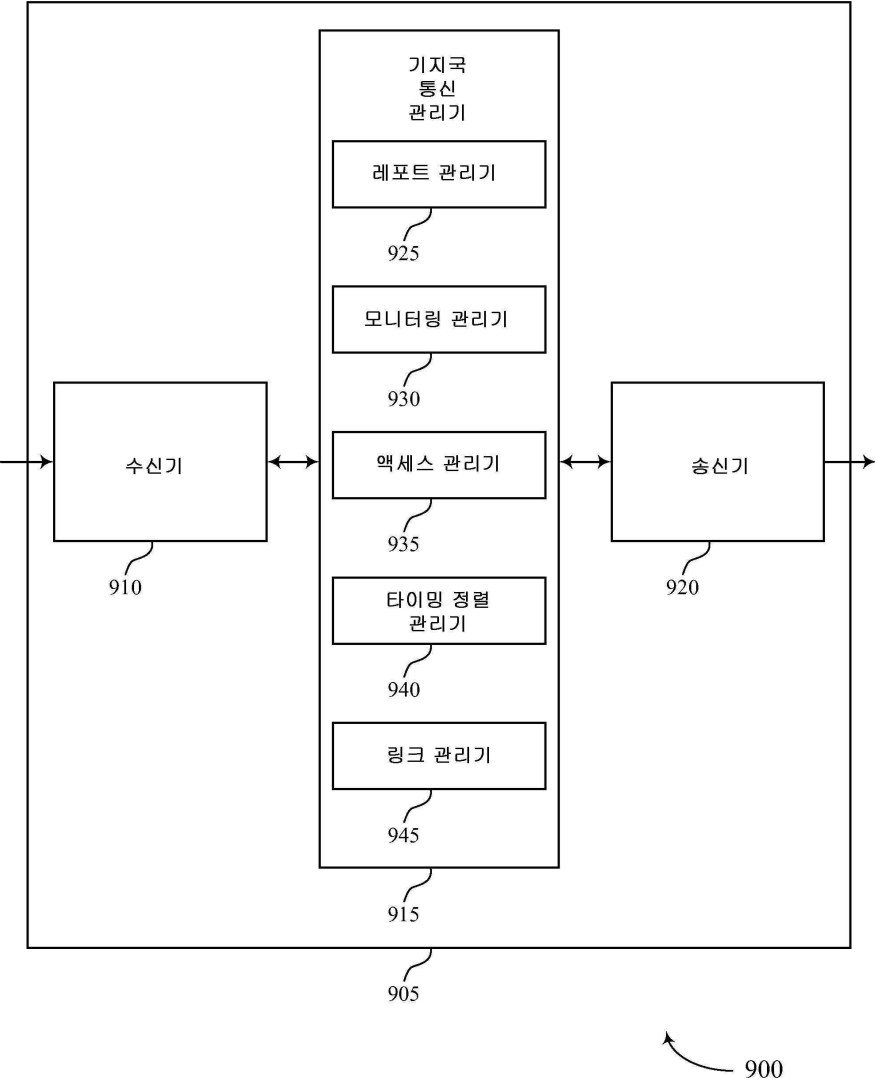 기지국
통신
관리기
레포트 관리기
925
모니터링 관리기
930
수신기
910
액세스 관리기
935
송신기
920
타이밍 정렬
관리기
940
링크 관리기
945
915
905
900